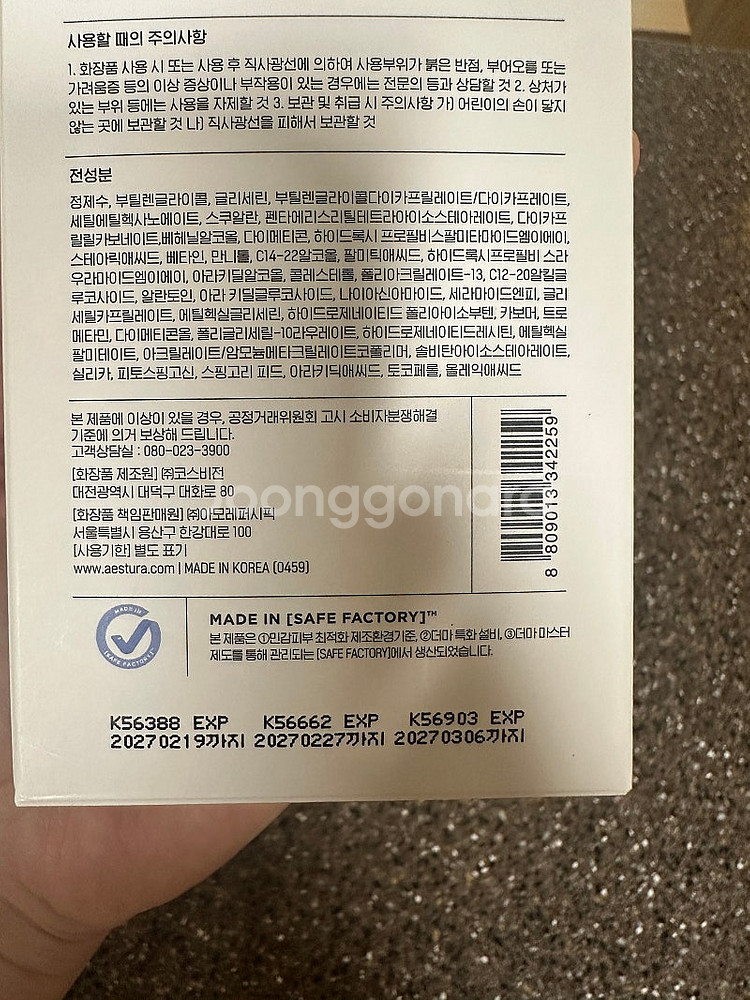 사용할 때의 주의사항
1. 화장품 사용 시 또는 사용 후 직사광선에 의하여 사용부위가 붉은 반점, 부어오름 또는
가려움증 등의 이상 증상이나 부작용이 있는 경우에는 전문의 등과 상담할 것 2. 상처가
있는 부위 등에는 사용을 자제할 것 3. 보관 및 취급 시 주의사항 가) 어린이의 손이 닿지
않는 곳에 보관할 것 나) 직사광선을 피해서 보관할 것
전성분
정제수, 부틸렌글라이콜, 글리세린, 부틸렌글라이콜다이카프릴레이트/다이카프레이트,
세틸에틸헥사노에이트, 스쿠알란, 펜타에리스리틸테트라아이소스테아레이트, 다이카프
릴릴카보네이트,베헤닐알코올, 다이메티콘, 하이드록시 프로필비스팔미타마이드엠이에이,
스테아릭애씨드, 베타인, 만니톨, C14-22알코올, 팔미틱애씨드, 하이드록시프로필비 스라
우라마이드엠이에이, 아라키딜알코올, 콜레스테롤, 폴리아크릴레이트-13, C12-20알킬글
루코사이드, 알란토인, 아라 키딜글루코사이드, 나이아신아마이드, 세라마이드엔피, 글리
세릴카프릴레이트, 에틸헥실글리세린, 하이드로제네이티드 폴리아이소부텐, 카보머, 트로
메타민, 다이메티콘올, 폴리글리세릴-10라우레이트, 하이드로제네이티드레시틴, 에틸헥실
팔미테이트, 아크릴레이트/암모늄메타크릴레이트코폴리머, 솔비탄아이소스테아레이트,
실리카, 피토스핑고신, 스핑고리 피드, 아라키딕애씨드, 토코페롤, 올레익애씨드
본 제품에 이상이 있을 경우, 공정거래위원회 고시 소비자분쟁해결
기준에 의거 보상해 드립니다.
고객상담실 : 080-023-3900
[화장품 제조원] ㈜코스비전
대전광역시 대덕구 대화로 80
[화장품 책임판매원] ㈜아모레퍼시픽
서울특별시 용산구 한강대로 100
[사용기한] 별도 표기
www.aestura.com | MADE IN KOREA (0459)
8 809013 342259
joonggonara
MADE IN
[SAFE FACTORY]
MADE IN [SAFE FACTORY]™
본 제품은 ①민감피부 최적화 제조환경기준, ②더마 특화 설비, ③더마 마스터
제도를 통해 관리되는 [SAFE FACTORY]에서 생산되었습니다.
K56388 EXP K56662 EXP K56903 EXP
20270219까지 20270227까지 20270306까지